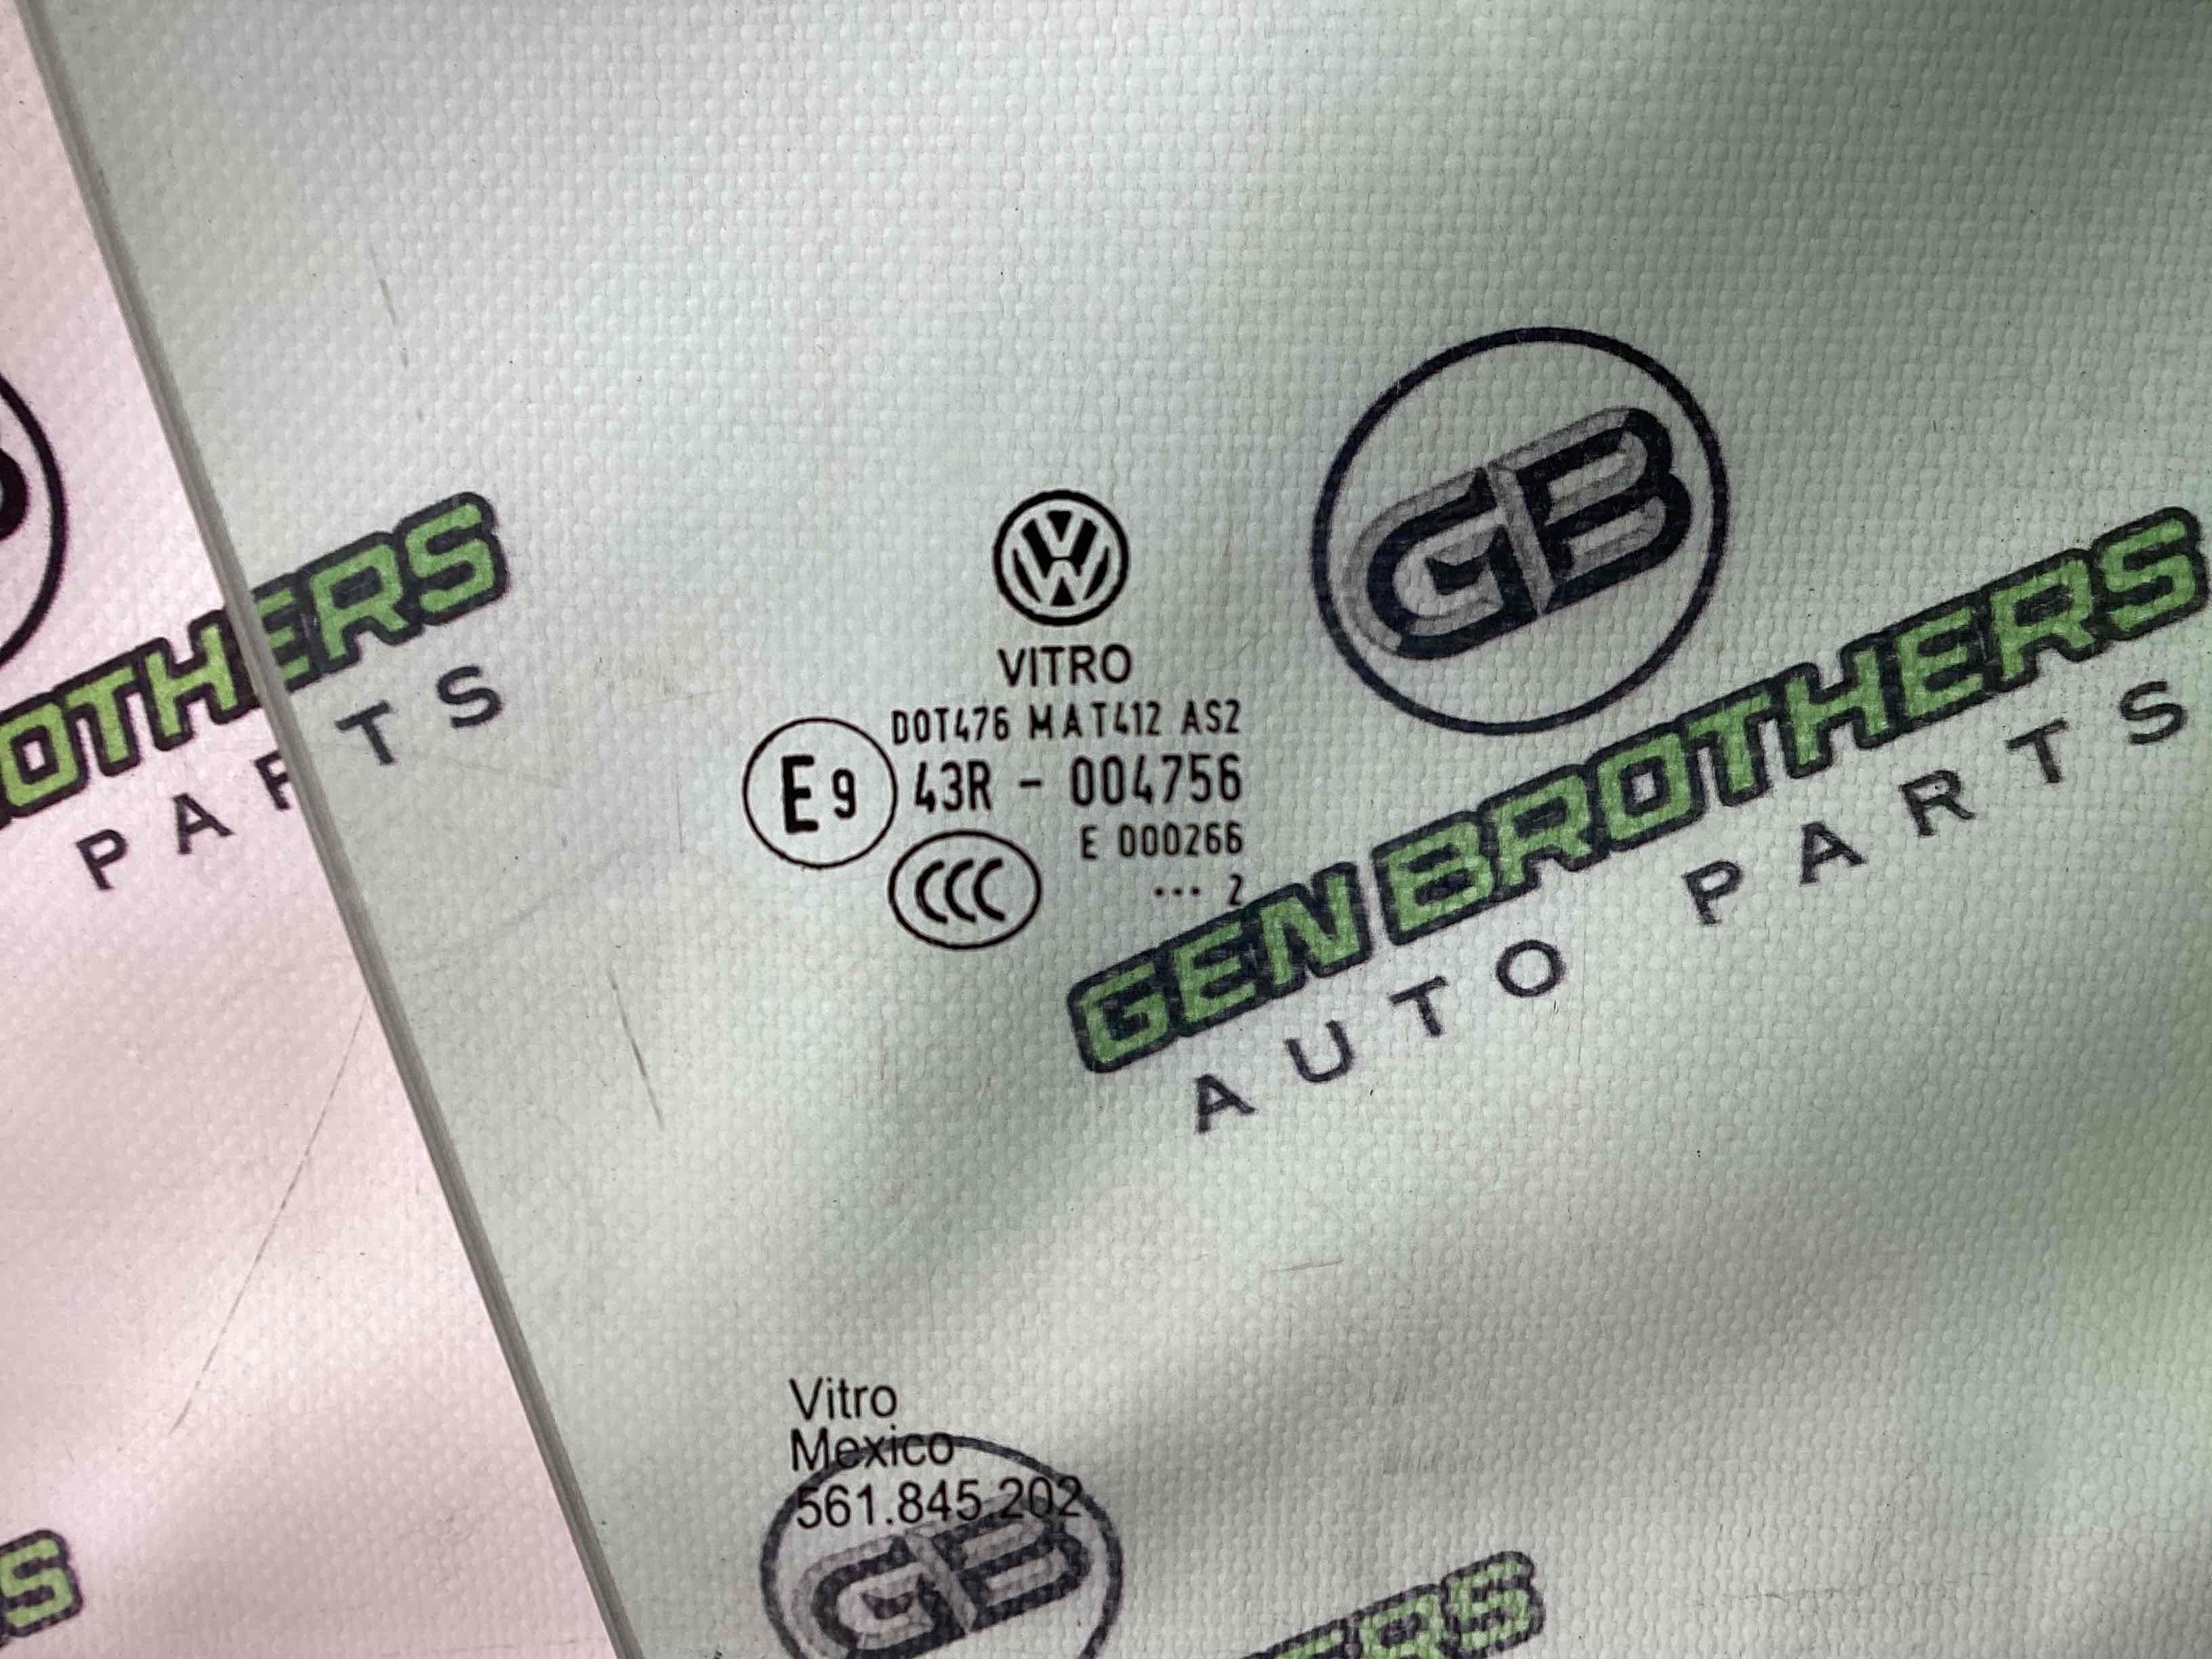 GB
OTHERS
PARTS
VITRO
DOT476 MAT412 AS2
E9 43R - 004756
E 000266
CCC ... 2
GEN BROTHERS
AUTO PARTS
Vitro
Mexico
561.845.202
GB
ERS
S